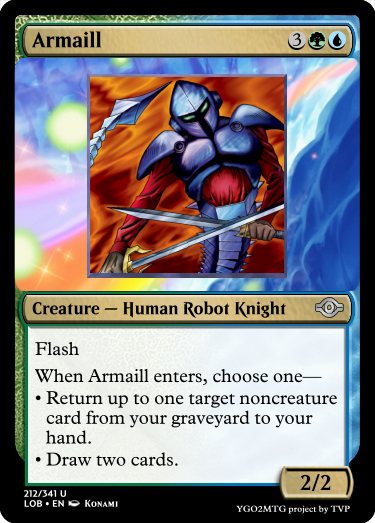 Armaill 3
Creature — Human Robot Knight
Flash
When Armaill enters, choose one—
• Return up to one target noncreature
card from your graveyard to your
hand.
• Draw two cards.
2/2
212/341 U
LOB • EN Konami
YGO2MTG project by TVP